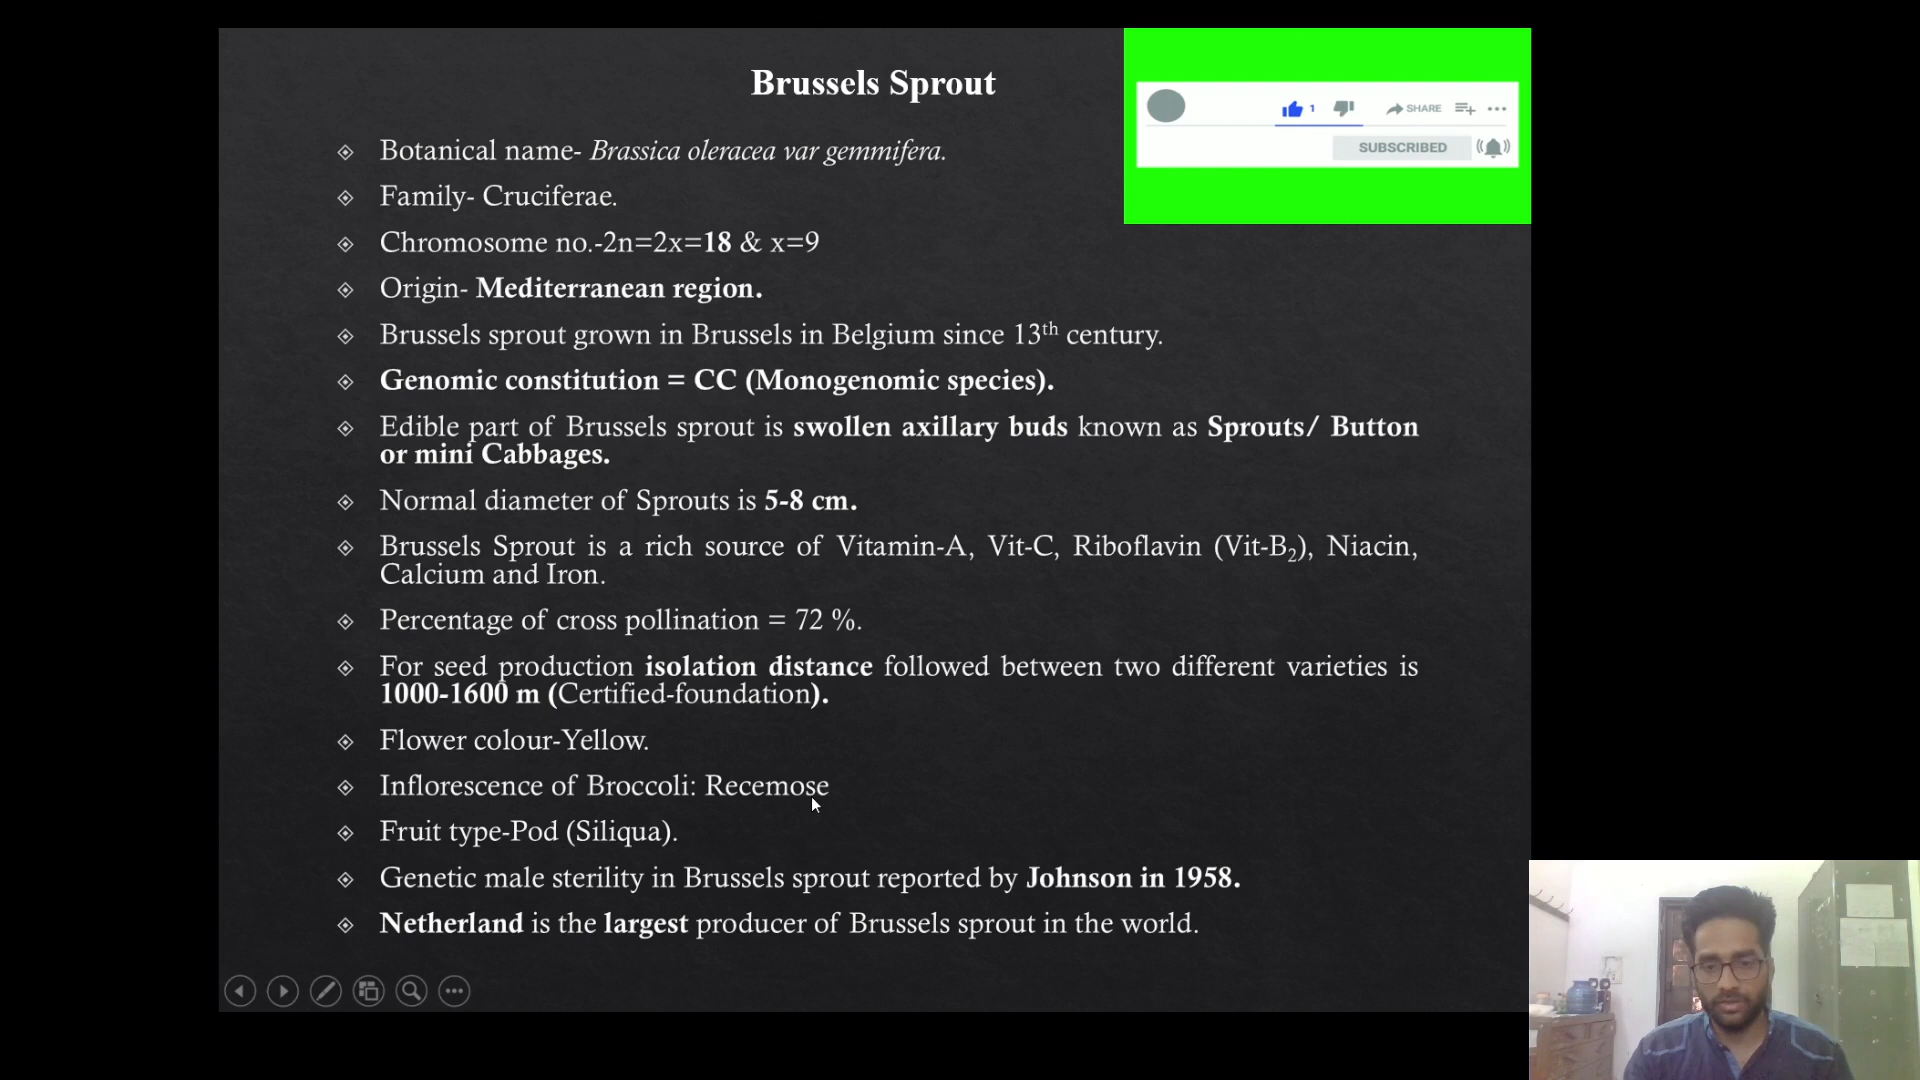 Brussels Sprout
1
SHARE
SUBSCRIBED
Botanical name- Brassica oleracea var gemmifera.
Family- Cruciferae.
Chromosome no.-2n=2x=18 & x=9
Origin- Mediterranean region.
Brussels sprout grown in Brussels in Belgium since 13th century.
Genomic constitution = CC (Monogenomic species).
Edible part of Brussels sprout is swollen axillary buds known as Sprouts/ Button
or mini Cabbages.
Normal diameter of Sprouts is 5-8 cm.
Brussels Sprout is a rich source of Vitamin-A, Vit-C, Riboflavin (Vit-B₂), Niacin,
Calcium and Iron.
Percentage of cross pollination = 72 %.
For seed production isolation distance followed between two different varieties is
1000-1600 m (Certified-foundation).
Flower colour-Yellow.
Inflorescence of Broccoli: Recemose
Fruit type-Pod (Siliqua).
Genetic male sterility in Brussels sprout reported by Johnson in 1958.
Netherland is the largest producer of Brussels sprout in the world.